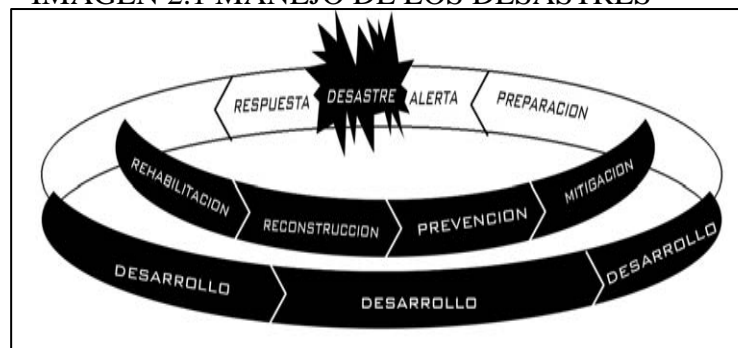 IMAGEN 2.1 MANEJO DE LOS DESASTRES
RESPUESTA
DESASTRE
ALERTA
PREPARACION
REHABILITACION
RECONSTRUCCION
PREVENCION
MITIGACION
DESARROLLO
DESARROLLO
DESARROLLO